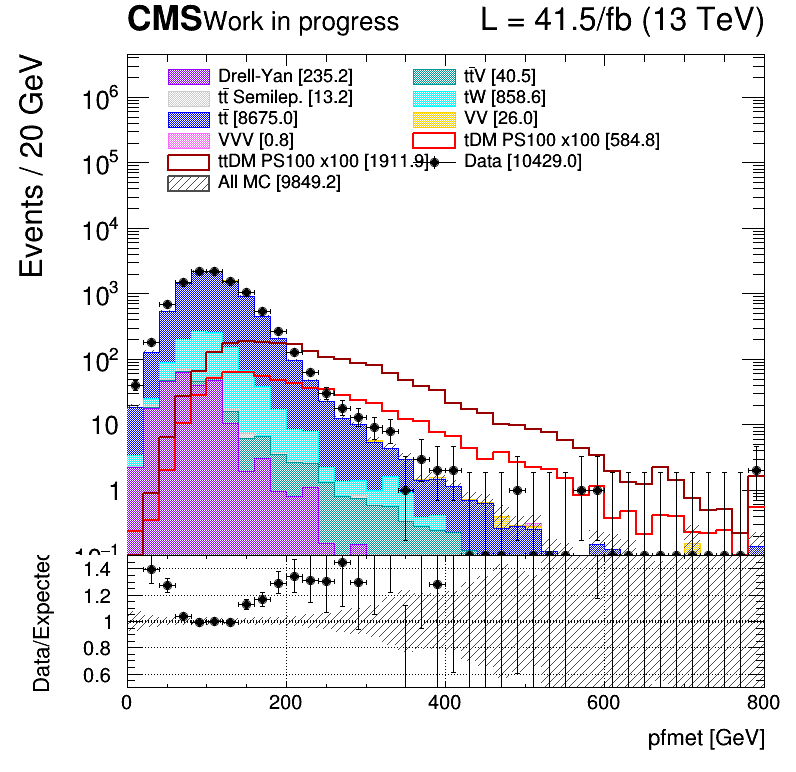 CMS Work in progress L = 41.5/fb (13 TeV)
Events / 20 GeV
Drell-Yan [235.2] tt̄V [40.5]
tt̄ Semilep. [13.2] tW [858.6]
tt̄ [8675.0] VV [26.0]
VVV [0.8] tDM PS100 x100 [584.8]
ttDM PS100 x100 [1911.9] Data [10429.0]
All MC [9849.2]
10⁶
10⁵
10⁴
10³
10²
10
1
10⁻¹
Data/Expected
1.4
1.2
1
0.8
0.6
0 200 400 600 800
pfmet [GeV]